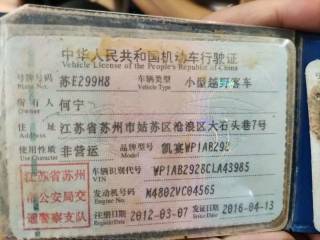 中华人民共和国机动车行驶证
Vehicle License of the People's Republic of China
号牌号码 苏E299H8 车辆类型 小型越野客车
Plate No. Vehicle Type
所有人 何宁
Owner
住址 江苏省苏州市姑苏区沧浪区大石头巷7号
Address
使用性质 非营运 品牌型号 凯宴WP1AB292
Use Character Model
江苏省苏州市公安局交通警察支队
车辆识别代号 WP1AB2928CLA43985
VIN
发动机号码 M4802VC04565
Engine No.
注册日期 2012-03-07 发证日期 2016-04-13
Register Date Issue Date